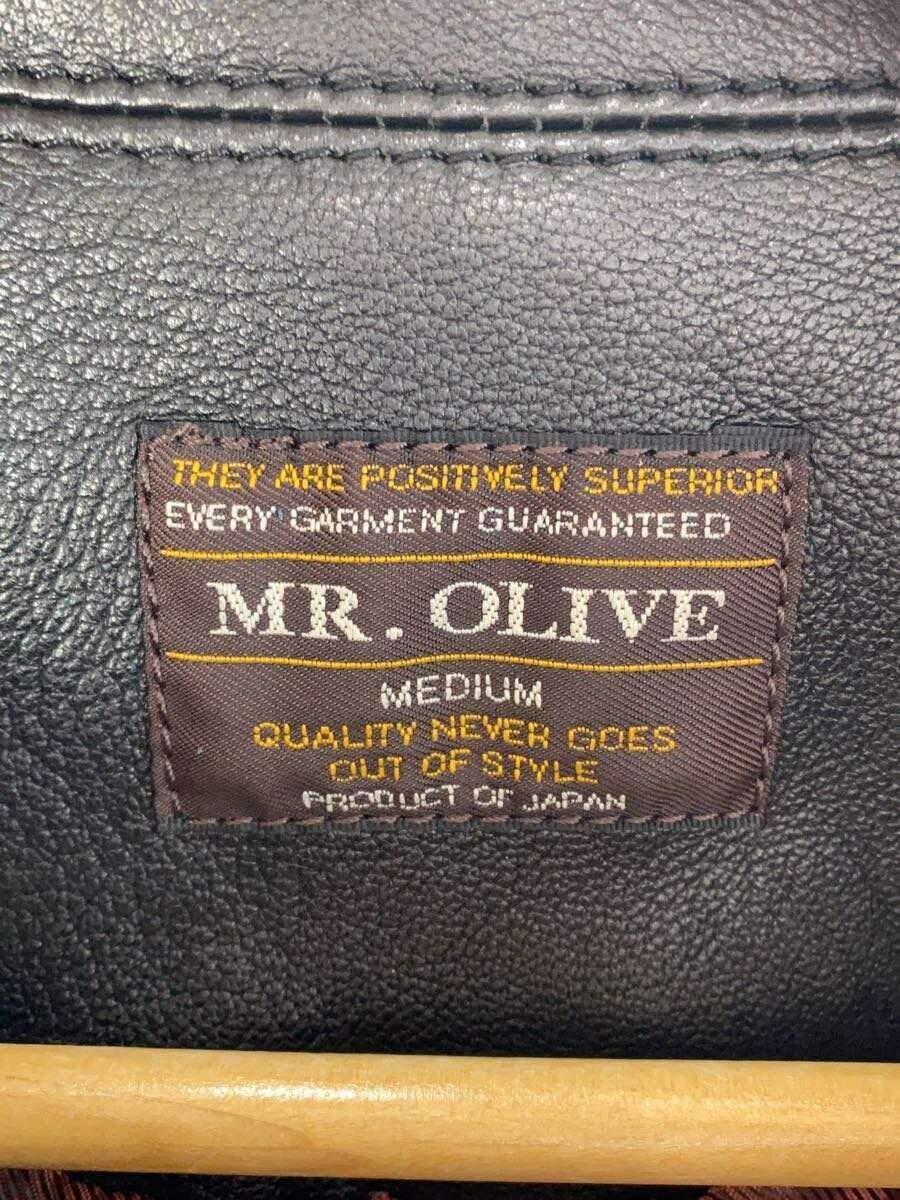 THEY ARE POSITIVELY SUPERIOR
EVERY GARMENT GUARANTEED
MR. OLIVE
MEDIUM
QUALITY NEVER GOES
OUT OF STYLE
PRODUCT OF JAPAN